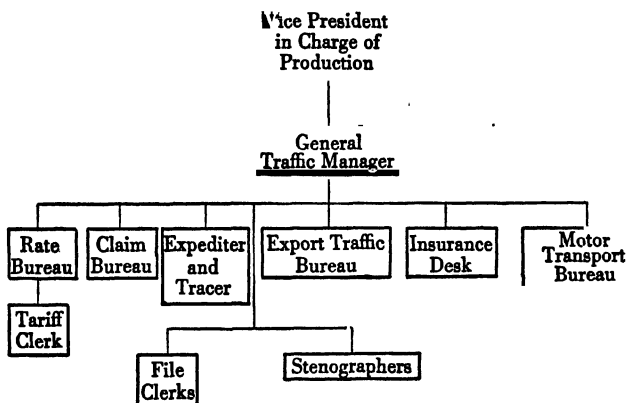 Vice President
in Charge of
Production
General
Traffic Manager
Rate
Bureau
Claim
Bureau
Expediter
and
Tracer
Export Traffic
Bureau
Insurance
Desk
Motor
Transport
Bureau
Tariff
Clerk
File
Clerks
Stenographers